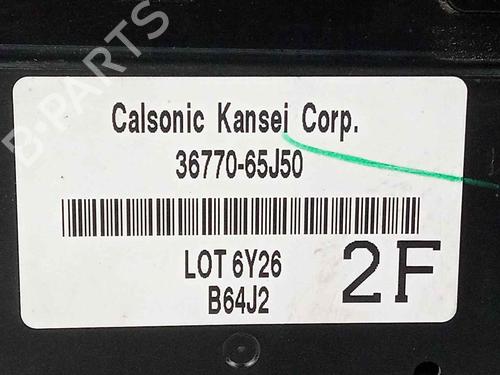 Calsonic Kansei Corp.
36770-65J50
LOT 6Y26
B64J2
2F
B-PARTS